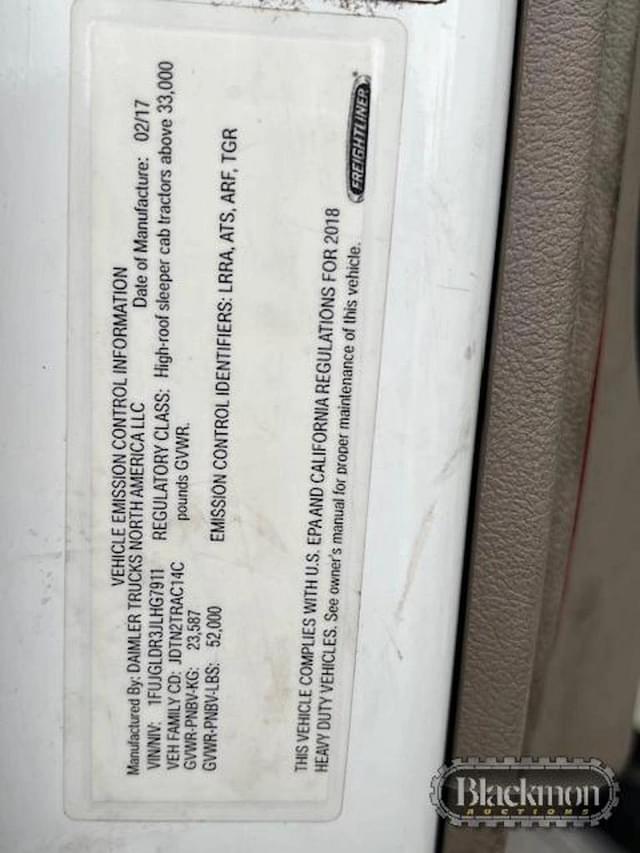 VEHICLE EMISSION CONTROL INFORMATION
Manufactured By: DAIMLER TRUCKS NORTH AMERICA LLC Date of Manufacture: 02/17
VIN/NIV: 1FUJGLDR3JLHG7911 REGULATORY CLASS: High-roof sleeper cab tractors above 33,000
VEH FAMILY CD: JDTN2TRAC14C pounds GVWR.
GVWR-PNBV-KG: 23,587
GVWR-PNBV-LBS: 52,000 EMISSION CONTROL IDENTIFIERS: LRRA, ATS, ARF, TGR
THIS VEHICLE COMPLIES WITH U.S. EPA AND CALIFORNIA REGULATIONS FOR 2018
HEAVY DUTY VEHICLES. See owner's manual for proper maintenance of this vehicle.
FREIGHTLINER
Blackmon
AUCTIONS